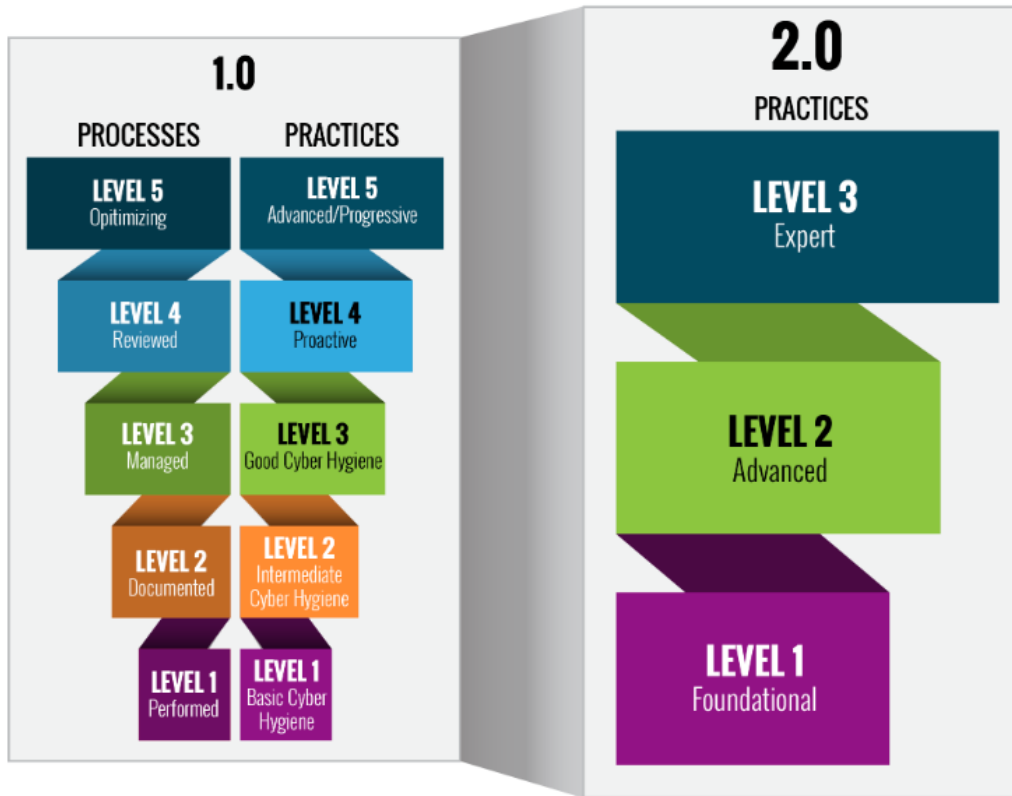 1.0
PROCESSES
PRACTICES
LEVEL 5
Opitimizing
LEVEL 5
Advanced/Progressive
LEVEL 4
Reviewed
LEVEL 4
Proactive
LEVEL 3
Managed
LEVEL 3
Good Cyber Hygiene
LEVEL 2
Documented
LEVEL 2
Intermediate
Cyber Hygiene
LEVEL 1
Performed
LEVEL 1
Basic Cyber
Hygiene
2.0
PRACTICES
LEVEL 3
Expert
LEVEL 2
Advanced
LEVEL 1
Foundational